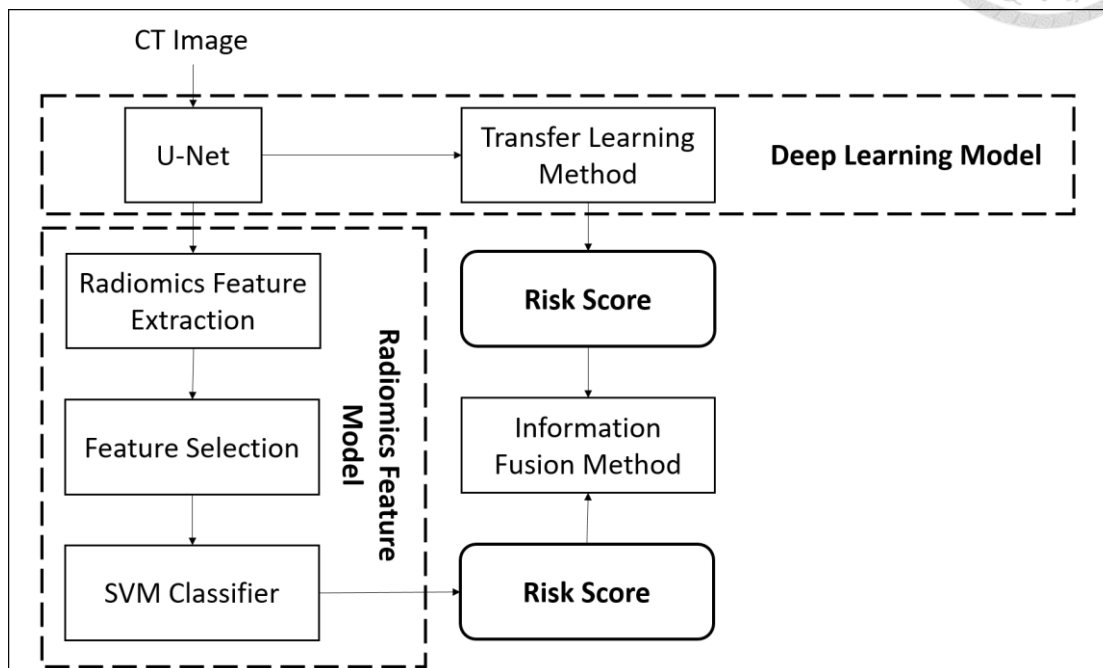 CT Image
U-Net
Transfer Learning
Method
Deep Learning Model
Radiomics Feature
Extraction
Feature Selection
SVM Classifier
Radiomics Feature
Model
Risk Score
Information
Fusion Method
Risk Score